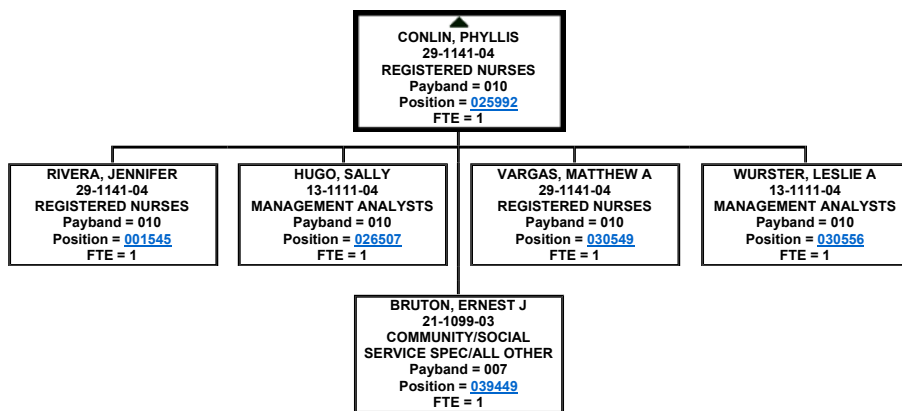 CONLIN, PHYLLIS
29-1141-04
REGISTERED NURSES
Payband = 010
Position = 025992
FTE = 1
RIVERA, JENNIFER
29-1141-04
REGISTERED NURSES
Payband = 010
Position = 001545
FTE = 1
HUGO, SALLY
13-1111-04
MANAGEMENT ANALYSTS
Payband = 010
Position = 026507
FTE = 1
VARGAS, MATTHEW A
29-1141-04
REGISTERED NURSES
Payband = 010
Position = 030549
FTE = 1
WURSTER, LESLIE A
13-1111-04
MANAGEMENT ANALYSTS
Payband = 010
Position = 030556
FTE = 1
BRUTON, ERNEST J
21-1099-03
COMMUNITY/SOCIAL
SERVICE SPEC/ALL OTHER
Payband = 007
Position = 039449
FTE = 1